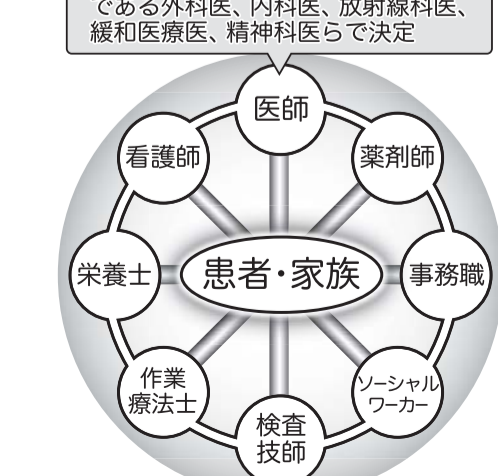 である外科医、内科医、放射線科医、
緩和医療医、精神科医らで決定
医師
看護師
薬剤師
栄養士
患者・家族
事務職
作業
療法士
ソーシャル
ワーカー
検査
技師